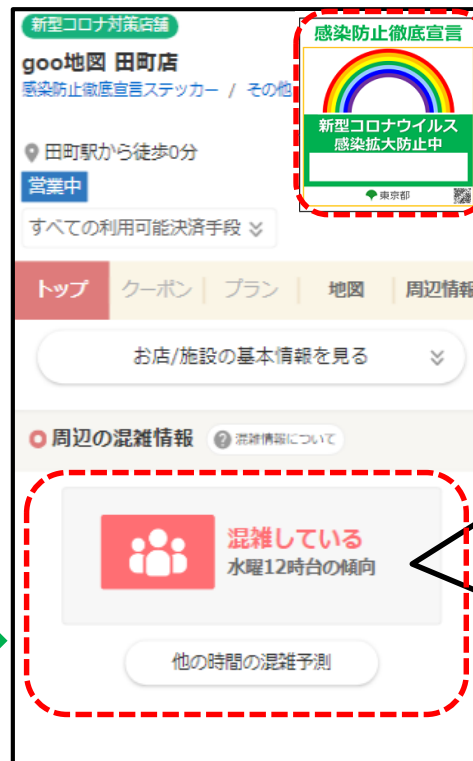 新型コロナ対策店舗
goo地図 田町店
感染防止徹底宣言ステッカー / その他
感染防止徹底宣言
新型コロナウイルス
感染拡大防止中
東京都
田町駅から徒歩0分
営業中
すべての利用可能決済手段
トップ クーポン プラン 地図 周辺情報
お店/施設の基本情報を見る
周辺の混雑情報 ? 混雑情報について
混雑している
水曜12時台の傾向
他の時間の混雑予測